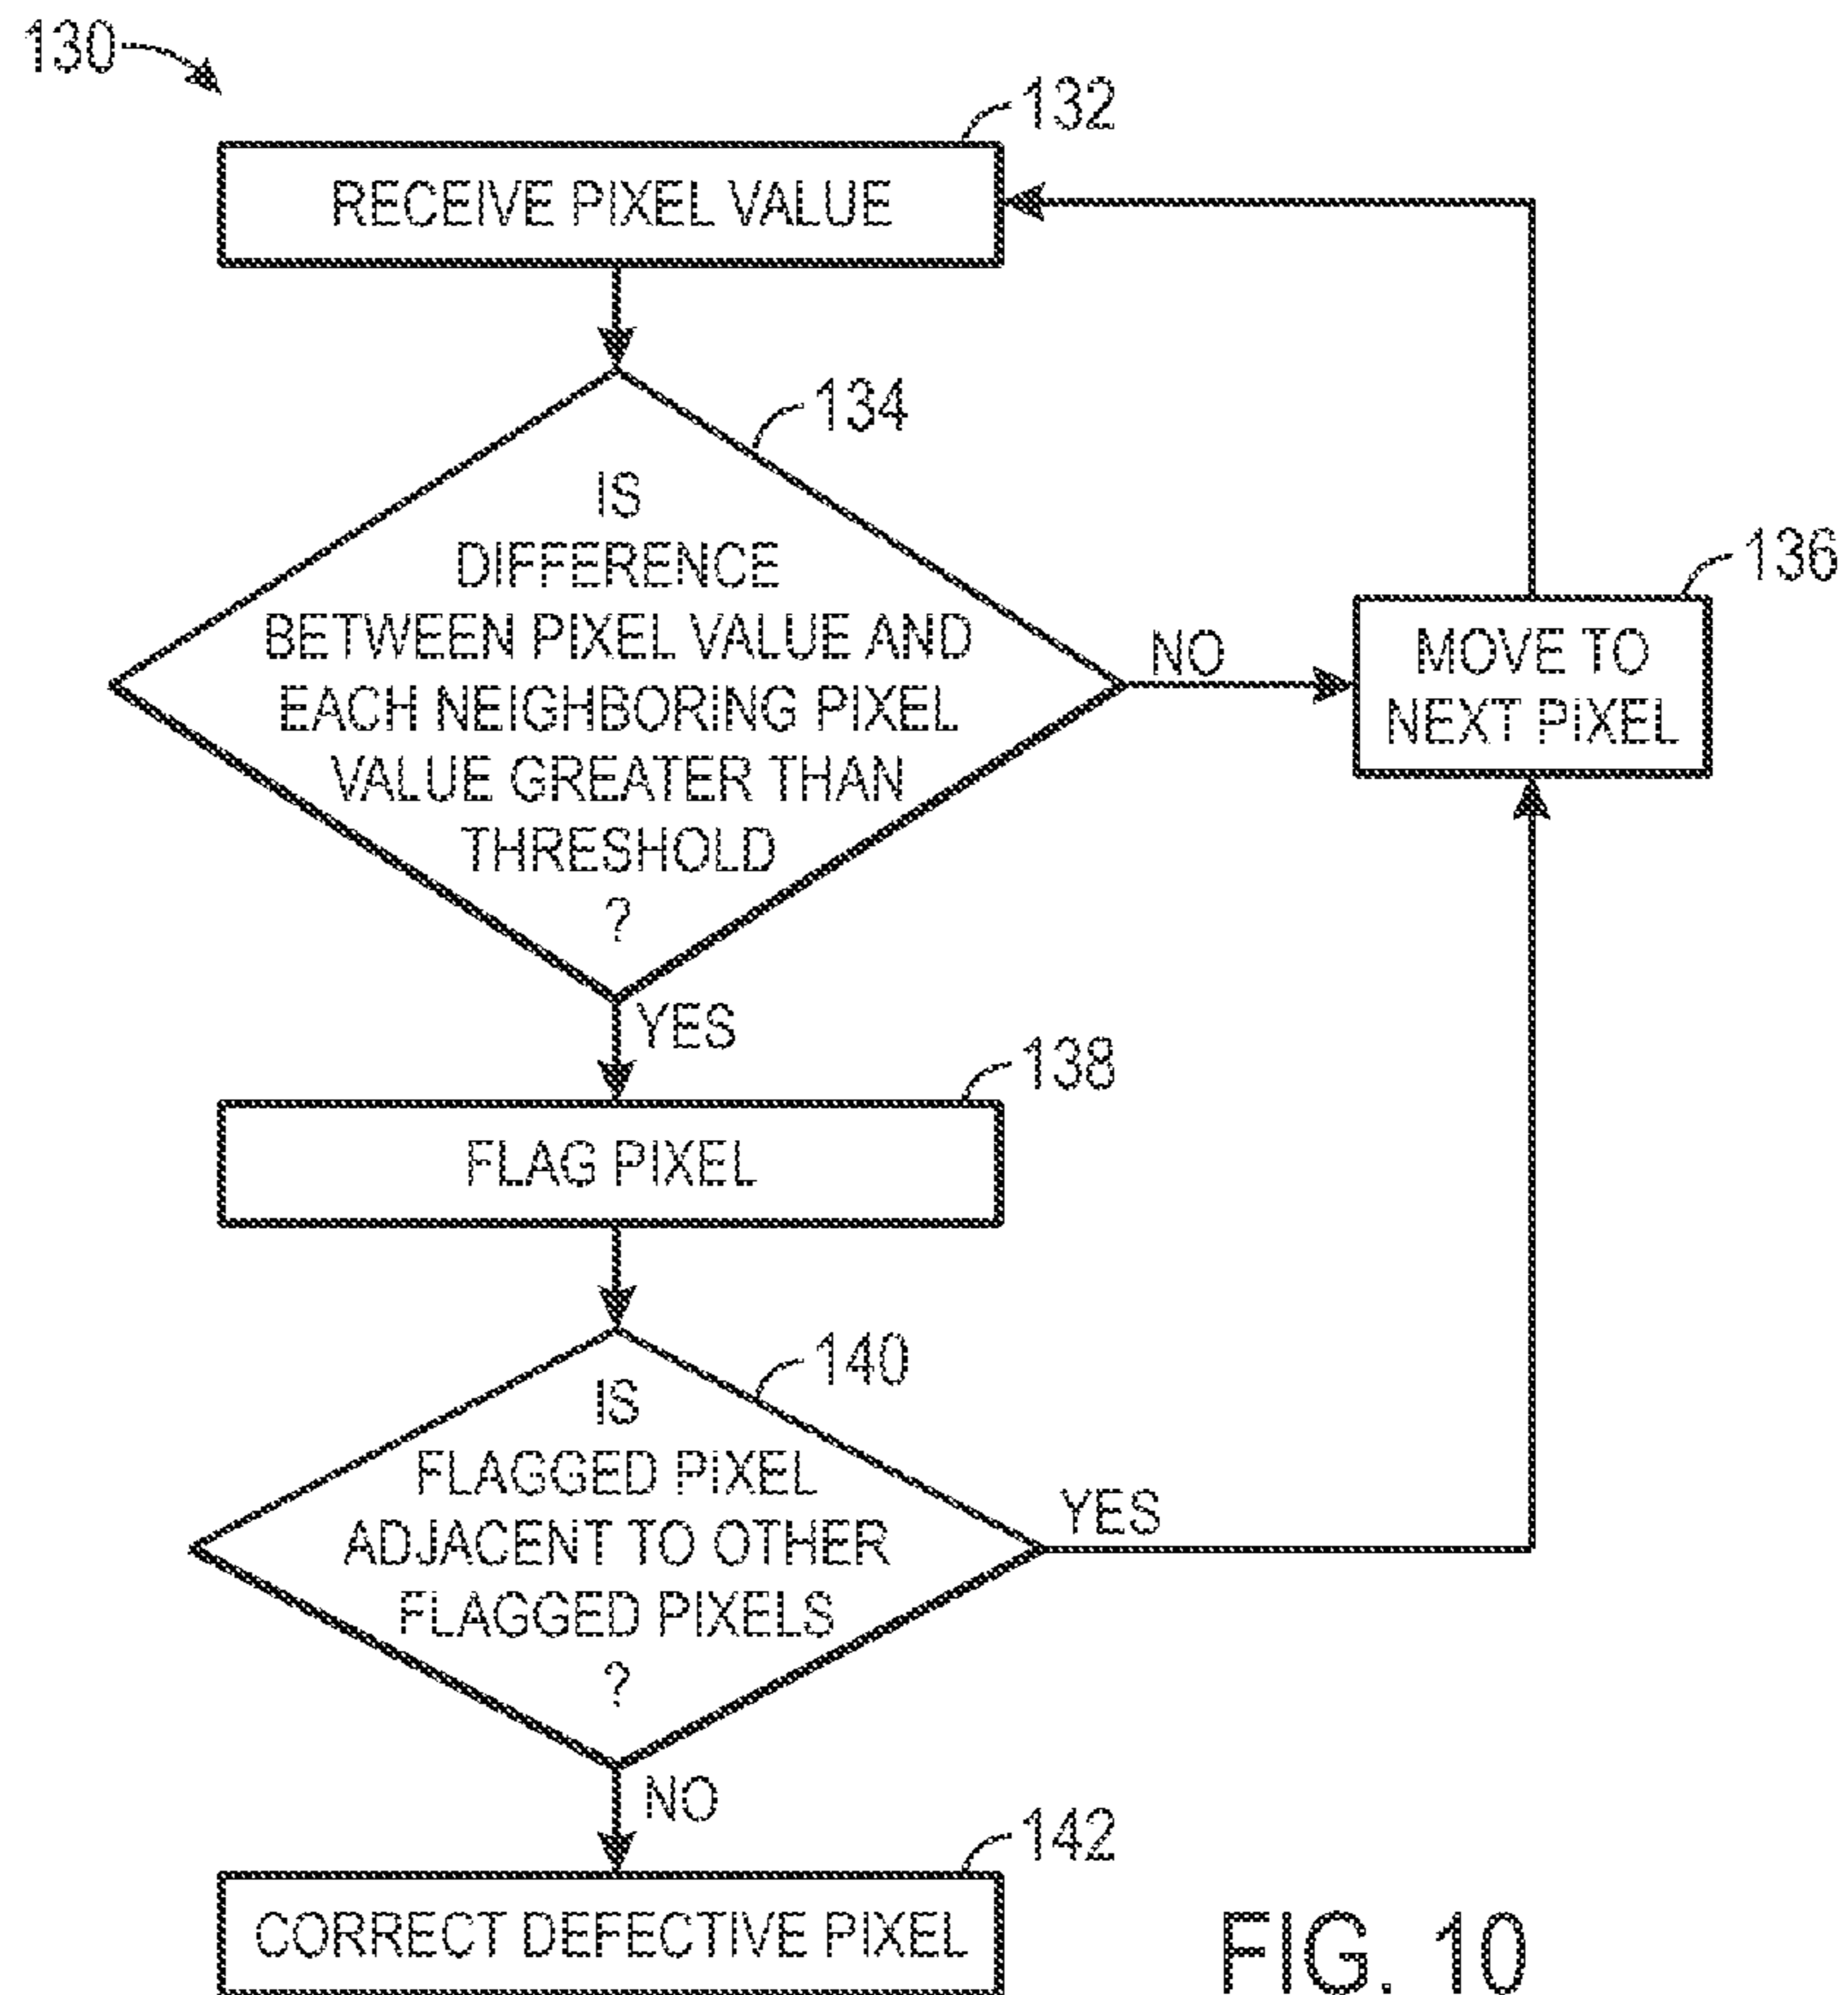 130
132
RECEIVE PIXEL VALUE
134
IS
DIFFERENCE
BETWEEN PIXEL VALUE AND
EACH NEIGHBORING PIXEL
VALUE GREATER THAN
THRESHOLD
?
NO
136
MOVE TO
NEXT PIXEL
YES
138
FLAG PIXEL
140
IS
FLAGGED PIXEL
ADJACENT TO OTHER
FLAGGED PIXELS
?
YES
NO
142
CORRECT DEFECTIVE PIXEL
FIG. 10